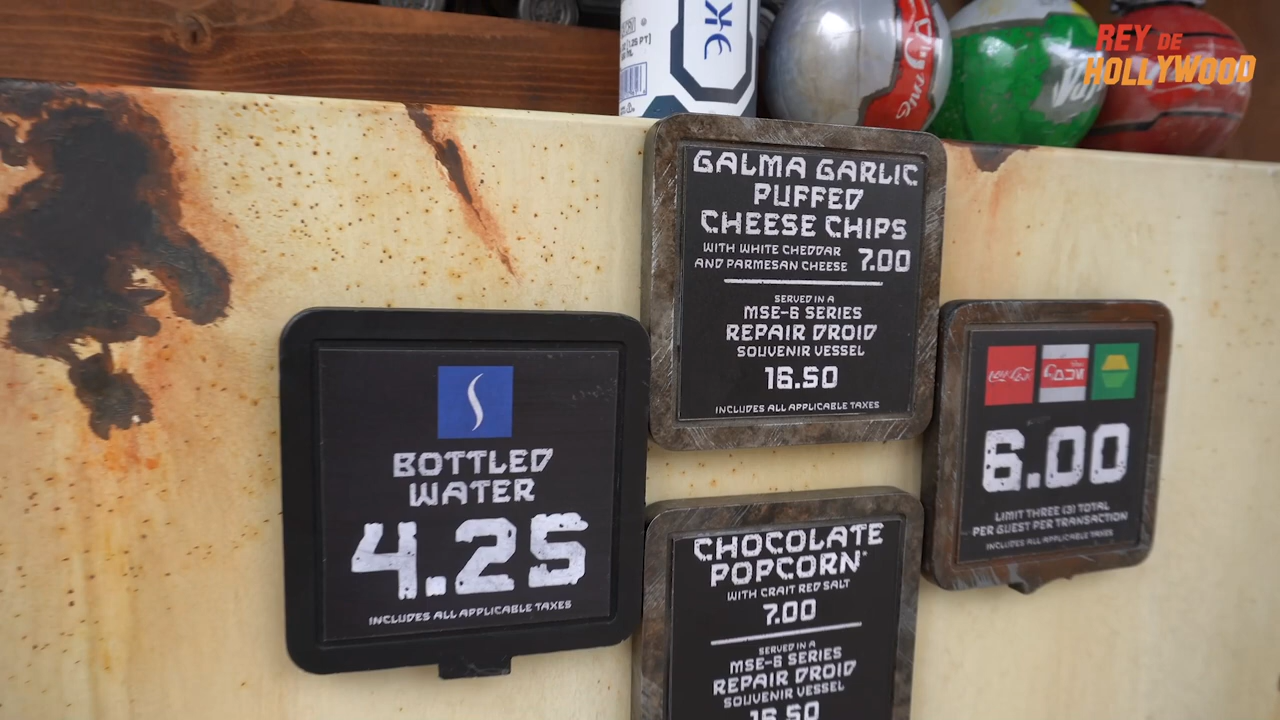 REY DE
HOLLYWOOD
GALMA GARLIC
PUFFED
CHEESE CHIPS
WITH WHITE CHEDDAR
AND PARMESAN CHEESE 7.00
SERVED IN A
MSE-6 SERIES
REPAIR DROID
SOUVENIR VESSEL
16.50
INCLUDES ALL APPLICABLE TAXES
BOTTLED
WATER
4.25
INCLUDES ALL APPLICABLE TAXES
6.00
LIMIT THREE (3) TOTAL
PER GUEST PER TRANSACTION
INCLUDES ALL APPLICABLE TAXES
CHOCOLATE
POPCORN
WITH CRAIT RED SALT
7.00
SERVED IN A
MSE-6 SERIES
REPAIR DROID
SOUVENIR VESSEL
16.50